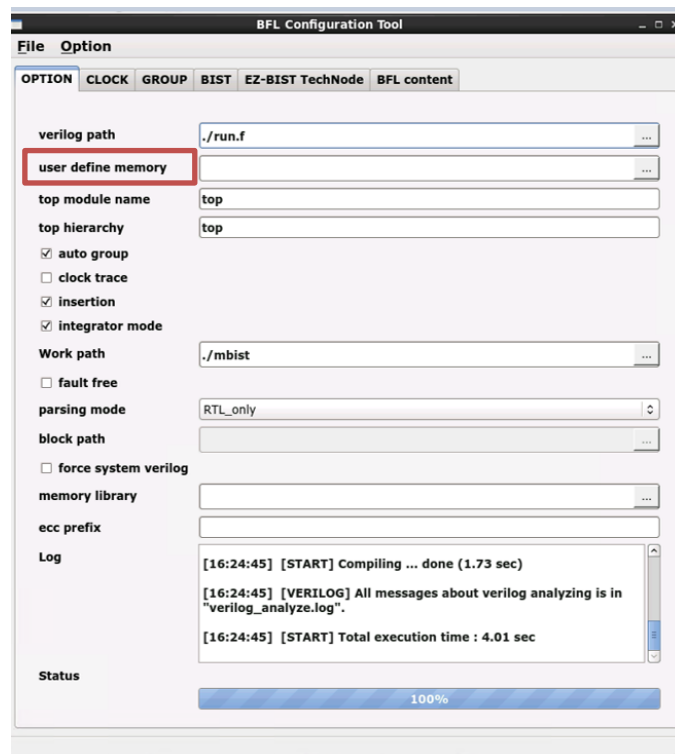 BFL Configuration Tool
File Option
OPTION CLOCK GROUP BIST EZ-BIST TechNode BFL content
verilog path ./run.f ...
user define memory ...
top module name top
top hierarchy top
auto group
clock trace
insertion
integrator mode
Work path ./mbist ...
fault free
parsing mode RTL_only
block path ...
force system verilog
memory library ...
ecc prefix
Log
[16:24:45] [START] Compiling ... done (1.73 sec)
[16:24:45] [VERILOG] All messages about verilog analyzing is in
"verilog_analyze.log".
[16:24:45] [START] Total execution time : 4.01 sec
Status
100%